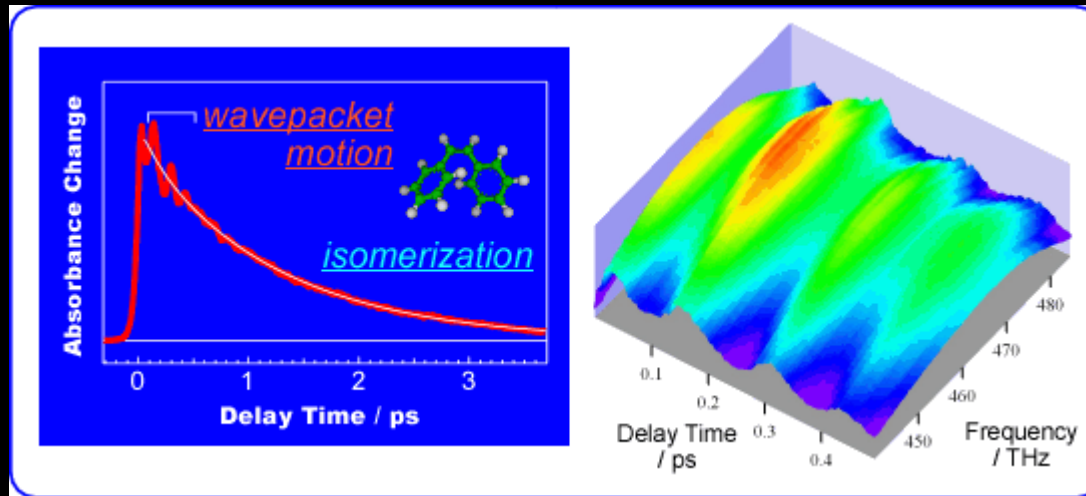 Absorbance Change
wavepacket
motion
isomerization
0 1 2 3
Delay Time / ps
0.1
0.2
0.3
0.4
Delay Time
/ ps
480
470
460
450
Frequency
/ THz